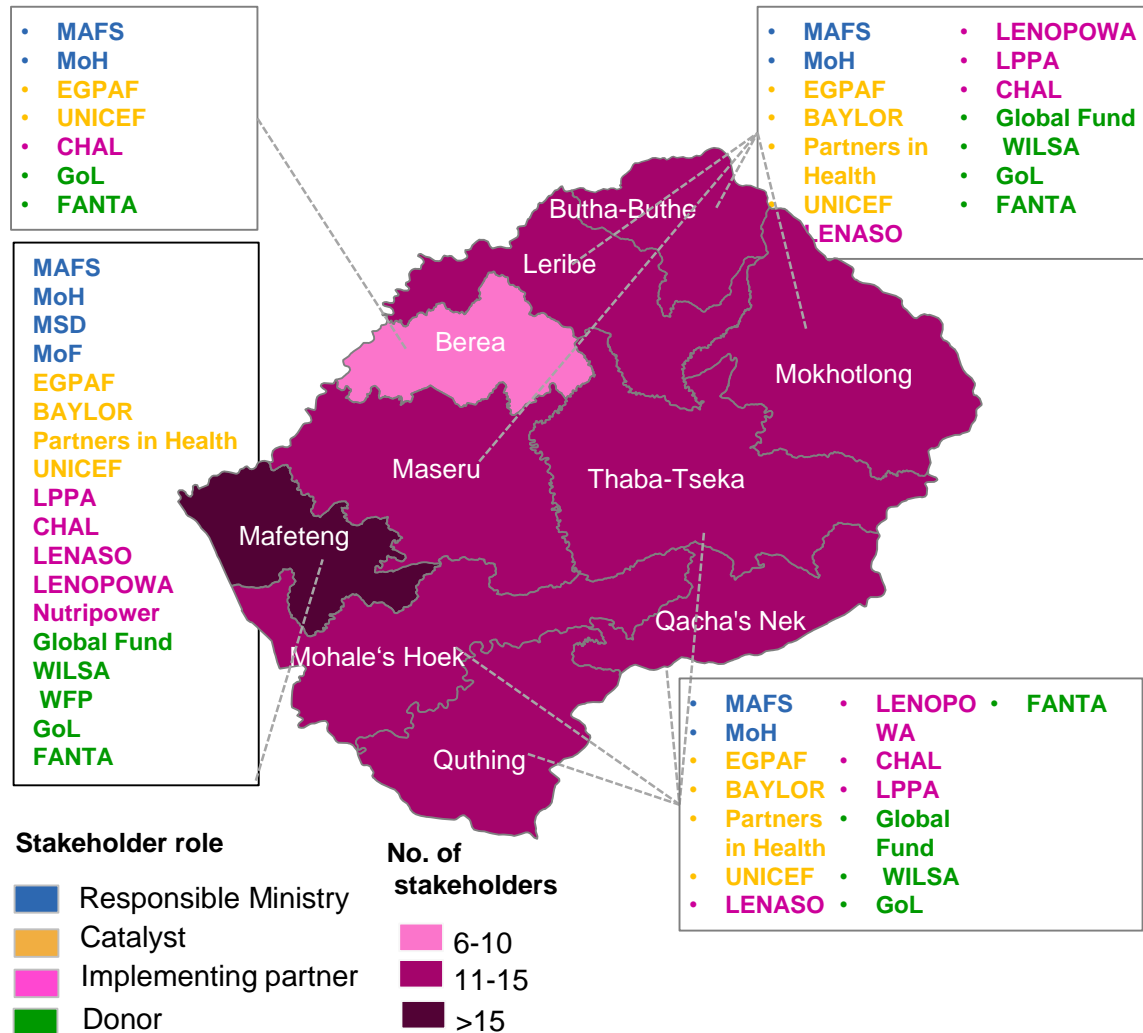 • MAFS
• MoH
• EGPAF
• UNICEF
• CHAL
• GoL
• FANTA
• MAFS
• MoH
• EGPAF
• BAYLOR
• Partners in
Health
• UNICEF
LENASO
• LENOPOWA
• LPPA
• CHAL
• Global Fund
• WILSA
• GoL
• FANTA
MAFS
MoH
MSD
MoF
EGPAF
BAYLOR
Partners in Health
UNICEF
LPPA
CHAL
LENASO
LENOPOWA
Nutripower
Global Fund
WILSA
WFP
GoL
FANTA
Butha-Buthe
Leribe
Berea
Mokhotlong
Maseru
Thaba-Tseka
Mafeteng
Qacha's Nek
Mohale‘s Hoek
Quthing
• MAFS
• MoH
• EGPAF
• BAYLOR
• Partners
in Health
• UNICEF
• LENASO
• LENOPO
WA
• CHAL
• LPPA
• Global
Fund
• WILSA
• GoL
• FANTA
Stakeholder role
Responsible Ministry
Catalyst
Implementing partner
Donor
No. of
stakeholders
6-10
11-15
>15